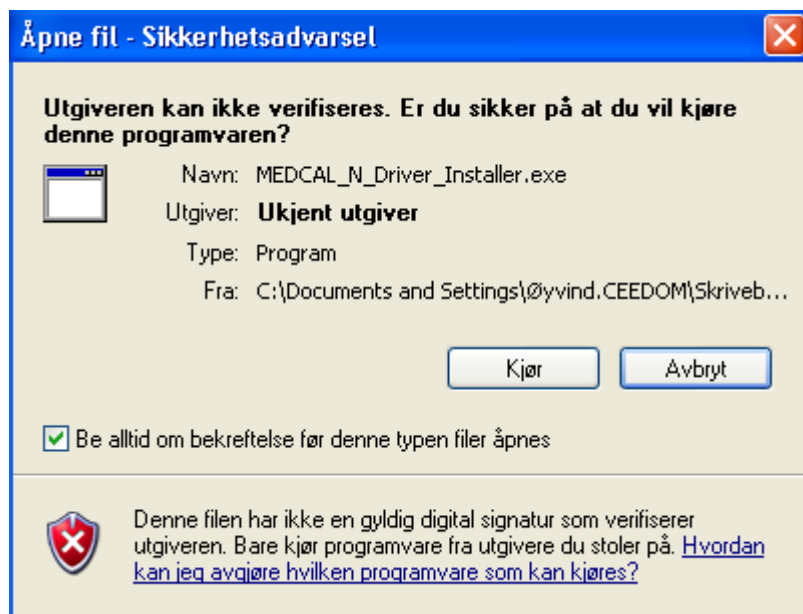 Åpne fil - Sikkerhetsadvarsel
Utgiveren kan ikke verifiseres. Er du sikker på at du vil kjøre
denne programvaren?
Navn: MEDCAL_N_Driver_Installer.exe
Utgiver: Ukjent utgiver
Type: Program
Fra: C:\Documents and Settings\Øyvind.CEEDOM\Skriveb...
Kjør Avbryt
Be alltid om bekreftelse før denne typen filer åpnes
Denne filen har ikke en gyldig digital signatur som verifiserer
utgiveren. Bare kjør programvare fra utgivere du stoler på. Hvordan
kan jeg avgjøre hvilken programvare som kan kjøres?